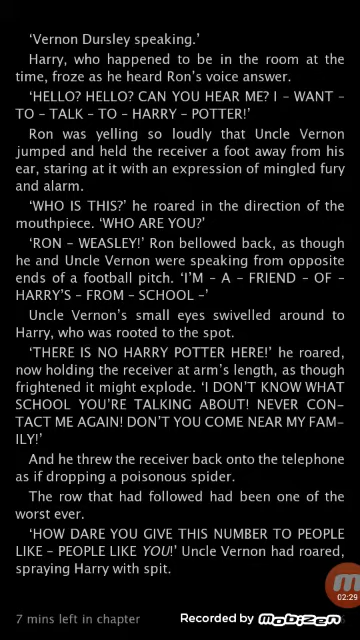 ‘Vernon Dursley speaking.’
Harry, who happened to be in the room at the
time, froze as he heard Ron’s voice answer.
‘HELLO? HELLO? CAN YOU HEAR ME? I – WANT –
TO – TALK – TO – HARRY – POTTER!’
Ron was yelling so loudly that Uncle Vernon
jumped and held the receiver a foot away from his
ear, staring at it with an expression of mingled fury
and alarm.
‘WHO IS THIS?’ he roared in the direction of the
mouthpiece. ‘WHO ARE YOU?’
‘RON – WEASLEY!’ Ron bellowed back, as though
he and Uncle Vernon were speaking from opposite
ends of a football pitch. ‘I’M – A – FRIEND – OF –
HARRY’S – FROM – SCHOOL –’
Uncle Vernon’s small eyes swivelled around to
Harry, who was rooted to the spot.
‘THERE IS NO HARRY POTTER HERE!’ he roared,
now holding the receiver at arm’s length, as though
frightened it might explode. ‘I DON’T KNOW WHAT
SCHOOL YOU’RE TALKING ABOUT! NEVER CON-
TACT ME AGAIN! DON’T YOU COME NEAR MY FAM-
ILY!’
And he threw the receiver back onto the telephone
as if dropping a poisonous spider.
The row that had followed had been one of the
worst ever.
‘HOW DARE YOU GIVE THIS NUMBER TO PEOPLE
LIKE – PEOPLE LIKE YOU!’ Uncle Vernon had roared,
spraying Harry with spit.
02:29
7 mins left in chapter
Recorded by mobizen